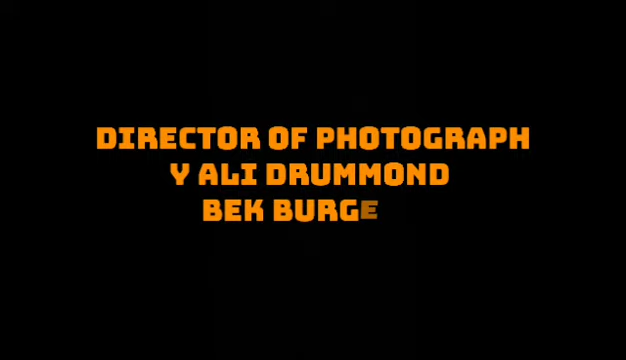 DIRECTOR OF PHOTOGRAPH
Y ALI DRUMMOND
BEK BURGE